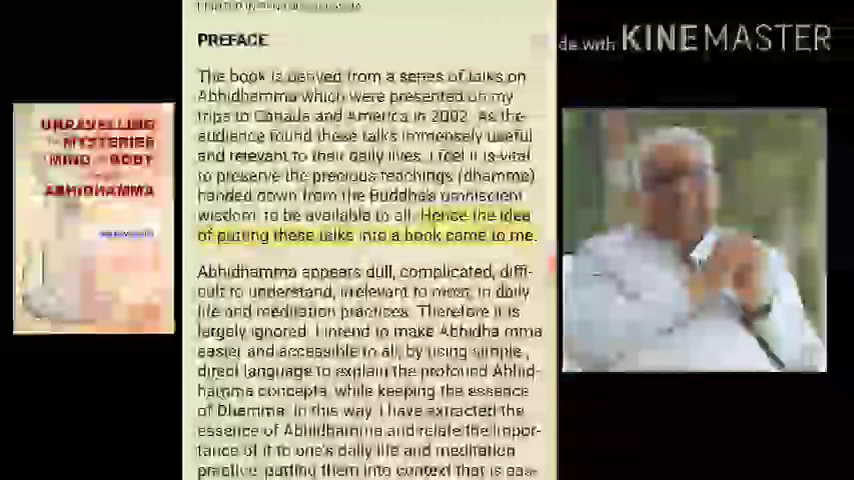 PREFACE
The book is derived from a series of talks on
Abhidhamma which were presented on my
trips to Canada and America in 2002. As the
audience found these talks immensely useful
and relevant to their daily lives, I feel it is vital
to preserve the precious teachings (dhamma)
handed down from the Buddha's omniscient
wisdom, to be available to all. Hence the idea
of putting these talks into a book came to me.
Abhidhamma appears dull, complicated, diffi-
cult to understand, irrelevant to most, in daily
life and meditation practices. Therefore it is
largely ignored. I intend to make Abhidha mma
easier and accessible to all, by using simple,
direct language to explain the profound Abhid-
hamma concepts, while keeping the essence
of Dhamma. In this way, I have extracted the
essence of Abhidhamma and relate the impor-
tance of it to one's daily life and meditation
practice, putting them into context that is eas-
UNRAVELLING
MYSTERIES
MIND BODY
ABHIDHAMMA
de with KINEMASTER